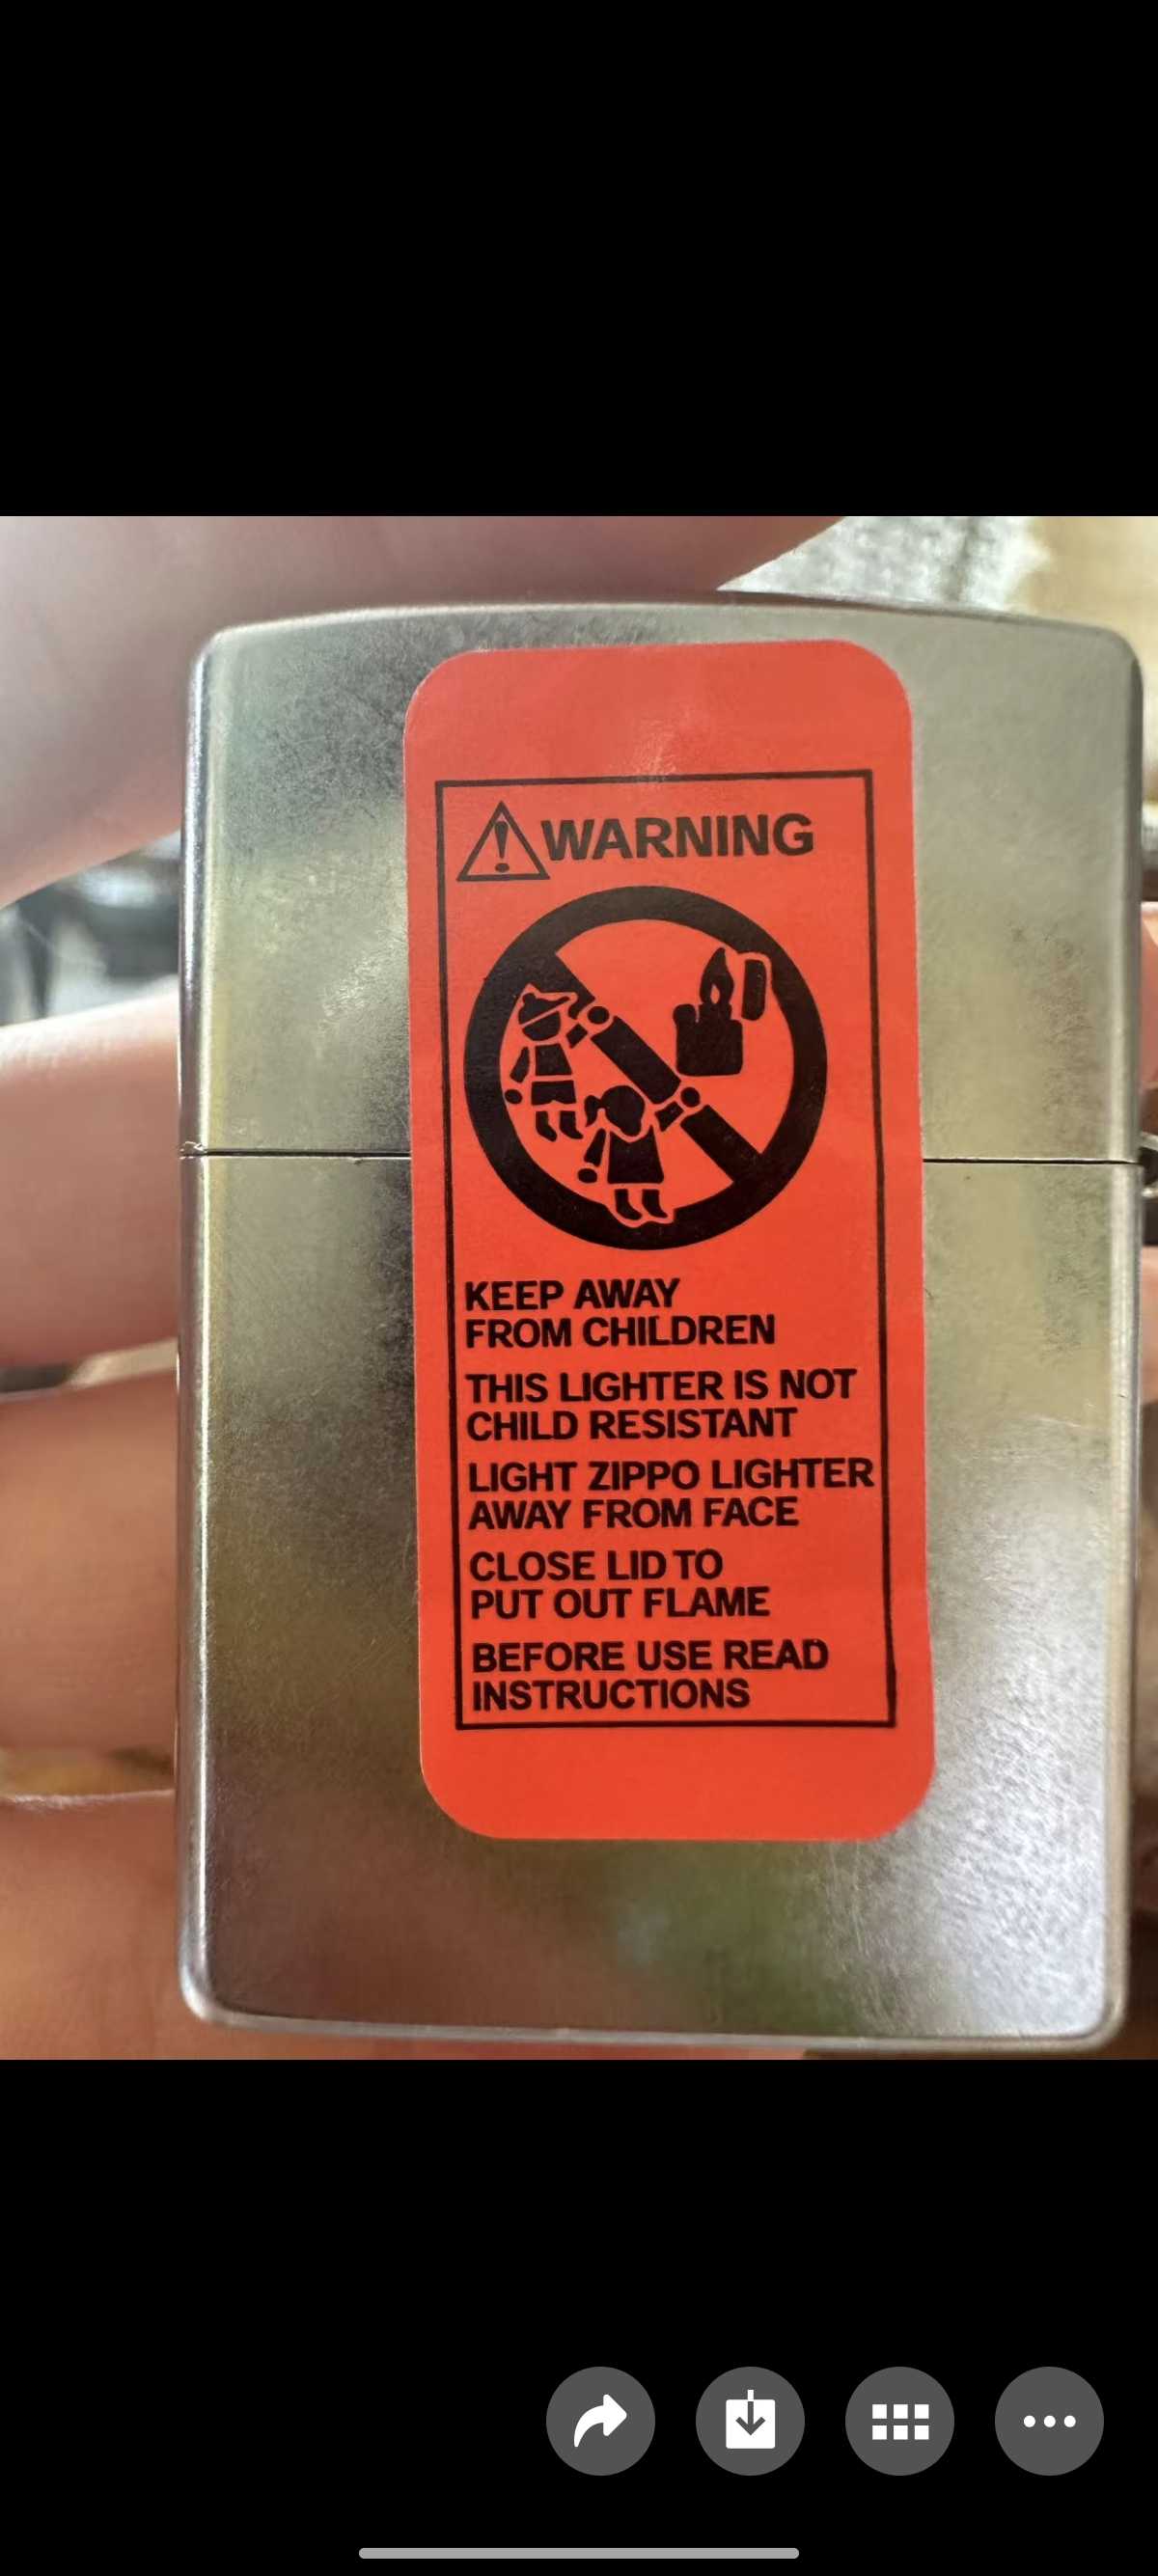 WARNING
KEEP AWAY
FROM CHILDREN
THIS LIGHTER IS NOT
CHILD RESISTANT
LIGHT ZIPPO LIGHTER
AWAY FROM FACE
CLOSE LID TO
PUT OUT FLAME
BEFORE USE READ
INSTRUCTIONS